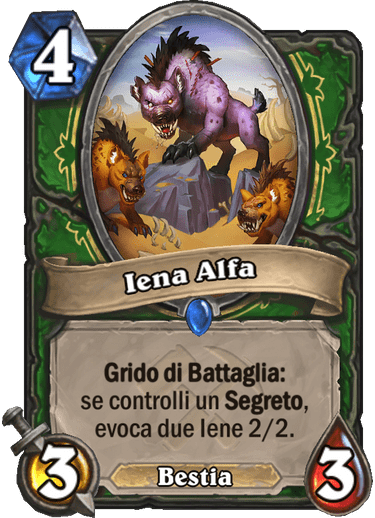 4
Iena Alfa
Grido di Battaglia:
se controlli un Segreto,
evoca due Iene 2/2.
3
Bestia
3